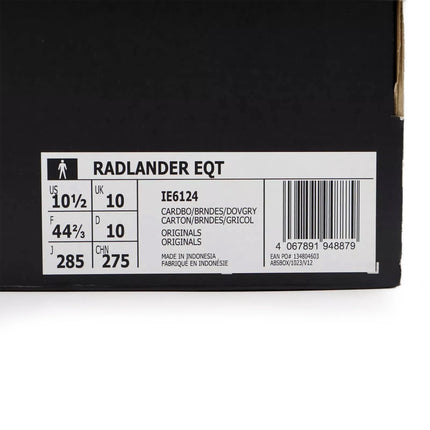 RADLANDER EQT
US
10½
UK
10
F
44⅔
D
10
J
285
CHN
275
IE6124
CARDBO/BRNDES/DOVGRY
CARTON/BRNDES/GRICOL
ORIGINALS
ORIGINALS
MADE IN INDONESIA
FABRIQUÉ EN INDONÉSIE
4 067891 948879
EAN PO# 134804603
ABSBOX/1023/V12